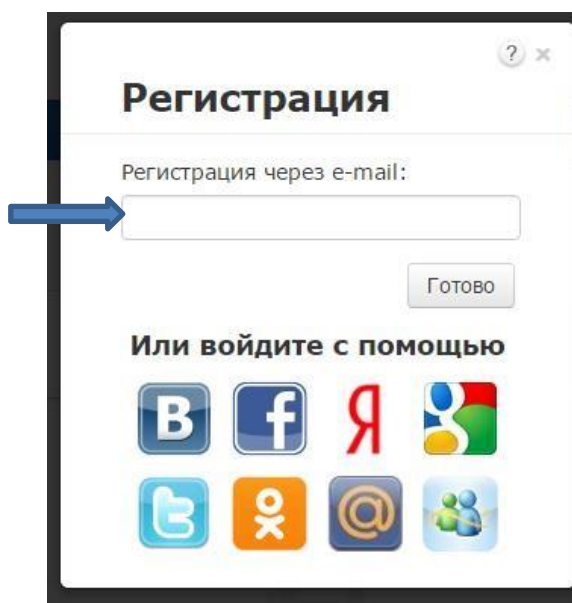 ?
Регистрация
Регистрация через e-mail:
Готово
Или войдите с помощью
В f Я g
t @